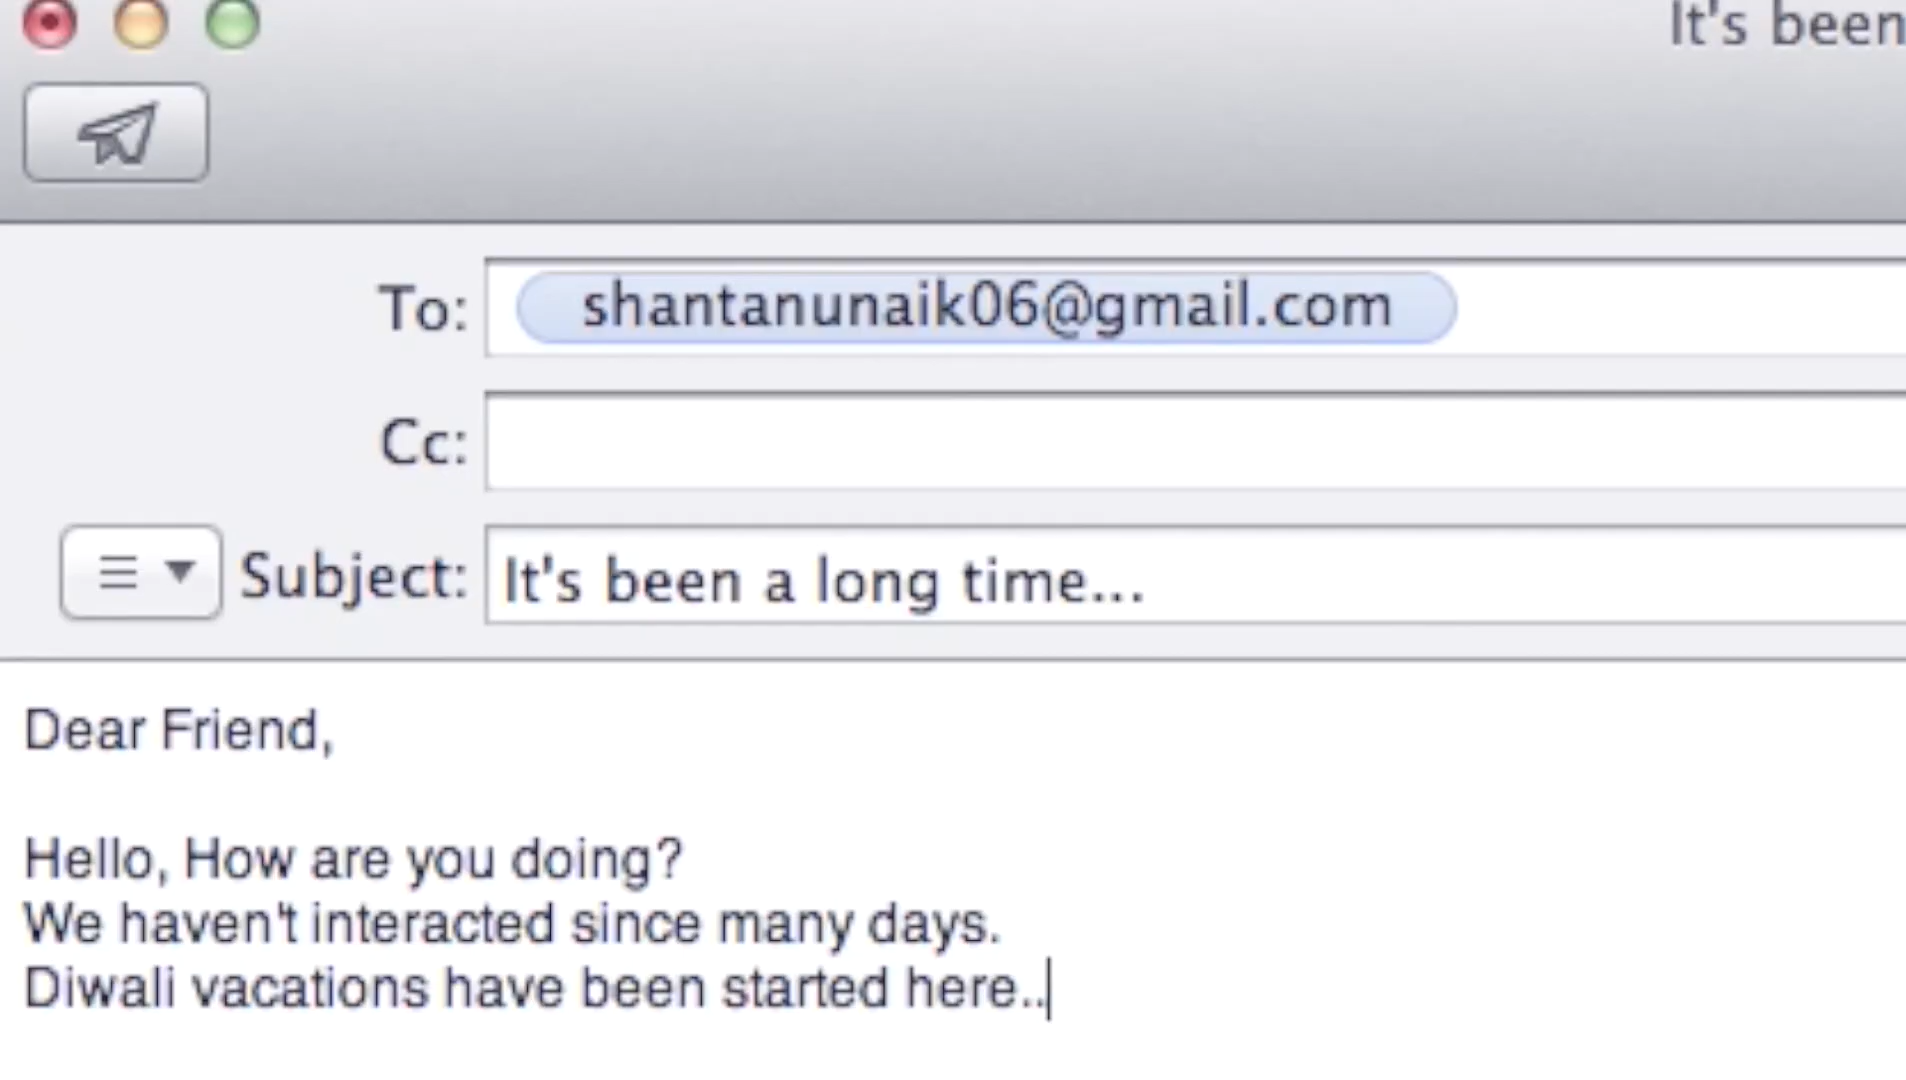 It's been
To: shantanunaik06@gmail.com
Cc:
Subject: It's been a long time...
Dear Friend,
Hello, How are you doing?
We haven't interacted since many days.
Diwali vacations have been started here..